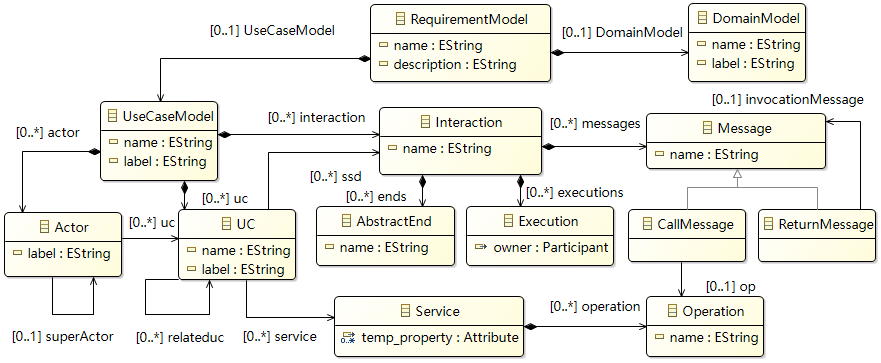 RequirementModel
name : EString
description : EString
DomainModel
name : EString
label : EString
[0..1] UseCaseModel
[0..1] DomainModel
UseCaseModel
name : EString
label : EString
[0..*] actor
[0..*] interaction
Interaction
name : EString
[0..*] messages
[0..1] invocationMessage
Message
name : EString
[0..*] uc
[0..*] ssd
[0..*] ends
[0..*] executions
Actor
label : EString
[0..*] uc
UC
name : EString
label : EString
AbstractEnd
name : EString
Execution
owner : Participant
CallMessage
ReturnMessage
[0..1] superActor
[0..*] relateduc
[0..*] service
Service
temp_property : Attribute
0..*
[0..*] operation
[0..1] op
Operation
name : EString